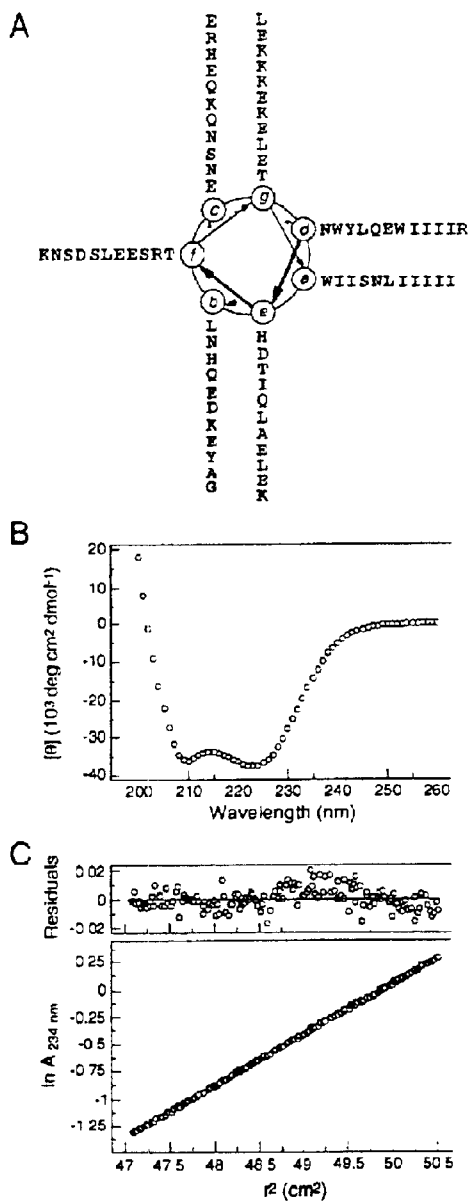 A
ERHEQKQNSNE
LEKKKEKELET
c
g
d
NWYLQEWIIIIR
KNSDSLEESRT
f
e
WIISNLIIIII
b
a
LNHQEDKEYAG
HDTIQLAELEK
B
20
10
0
-10
-20
-30
-40
200 210 220 230 240 250 260
[θ] (10³ deg cm² dmol⁻¹)
Wavelength (nm)
C
Residuals
0.02
0
-0.02
ln A 234 nm
0.25
0
-0.25
-0.5
-0.75
-1
-1.25
47 47.5 48 48.5 49 49.5 50 50.5
r² (cm²)